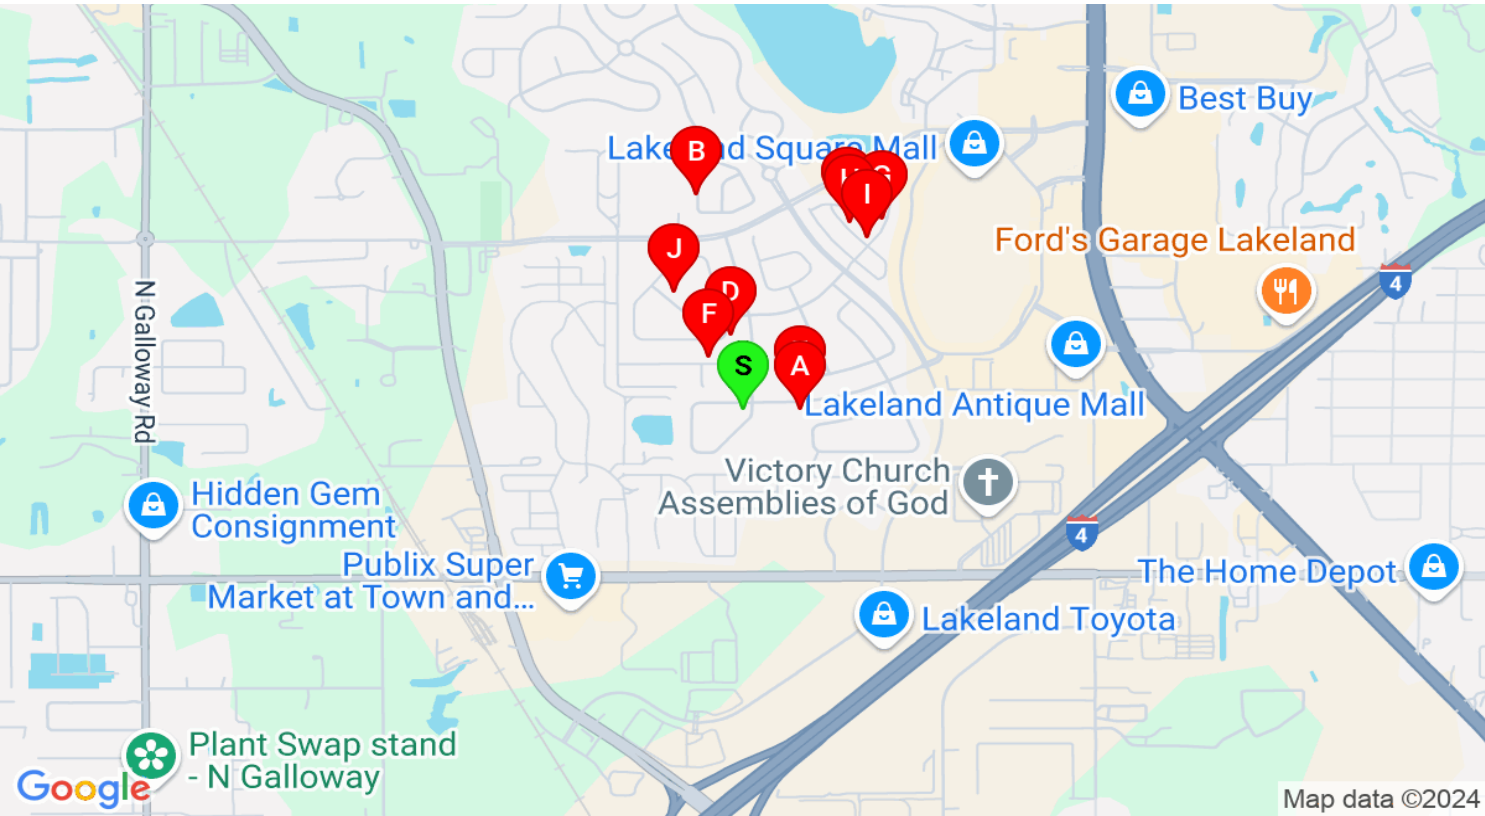 Best Buy
Lakeland Square Mall
B
G
I
Ford's Garage Lakeland
J
4
D
N Galloway Rd
F
S
A
Lakeland Antique Mall
Victory Church
Assemblies of God
Hidden Gem
Consignment
4
Publix Super
Market at Town and...
The Home Depot
Lakeland Toyota
Plant Swap stand
- N Galloway
Google
Map data ©2024